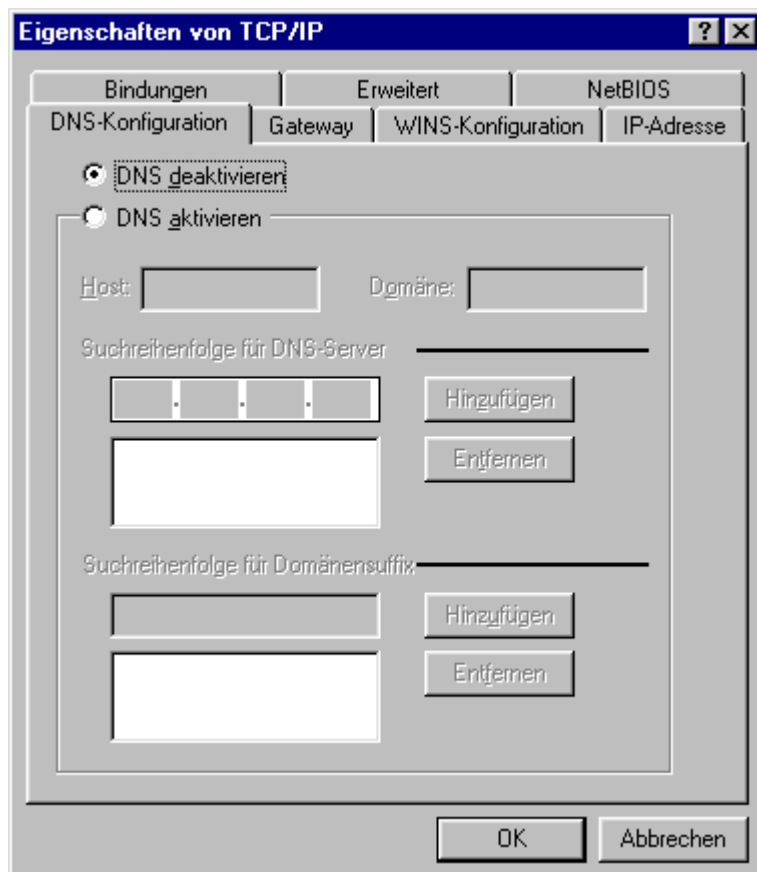 Eigenschaften von TCP/IP
Bindungen Erweitert NetBIOS
DNS-Konfiguration Gateway WINS-Konfiguration IP-Adresse
DNS deaktivieren
DNS aktivieren
Host: Domäne:
Suchreihenfolge für DNS-Server
. . . Hinzufügen
Entfernen
Suchreihenfolge für Domänensuffix
Hinzufügen
Entfernen
OK Abbrechen